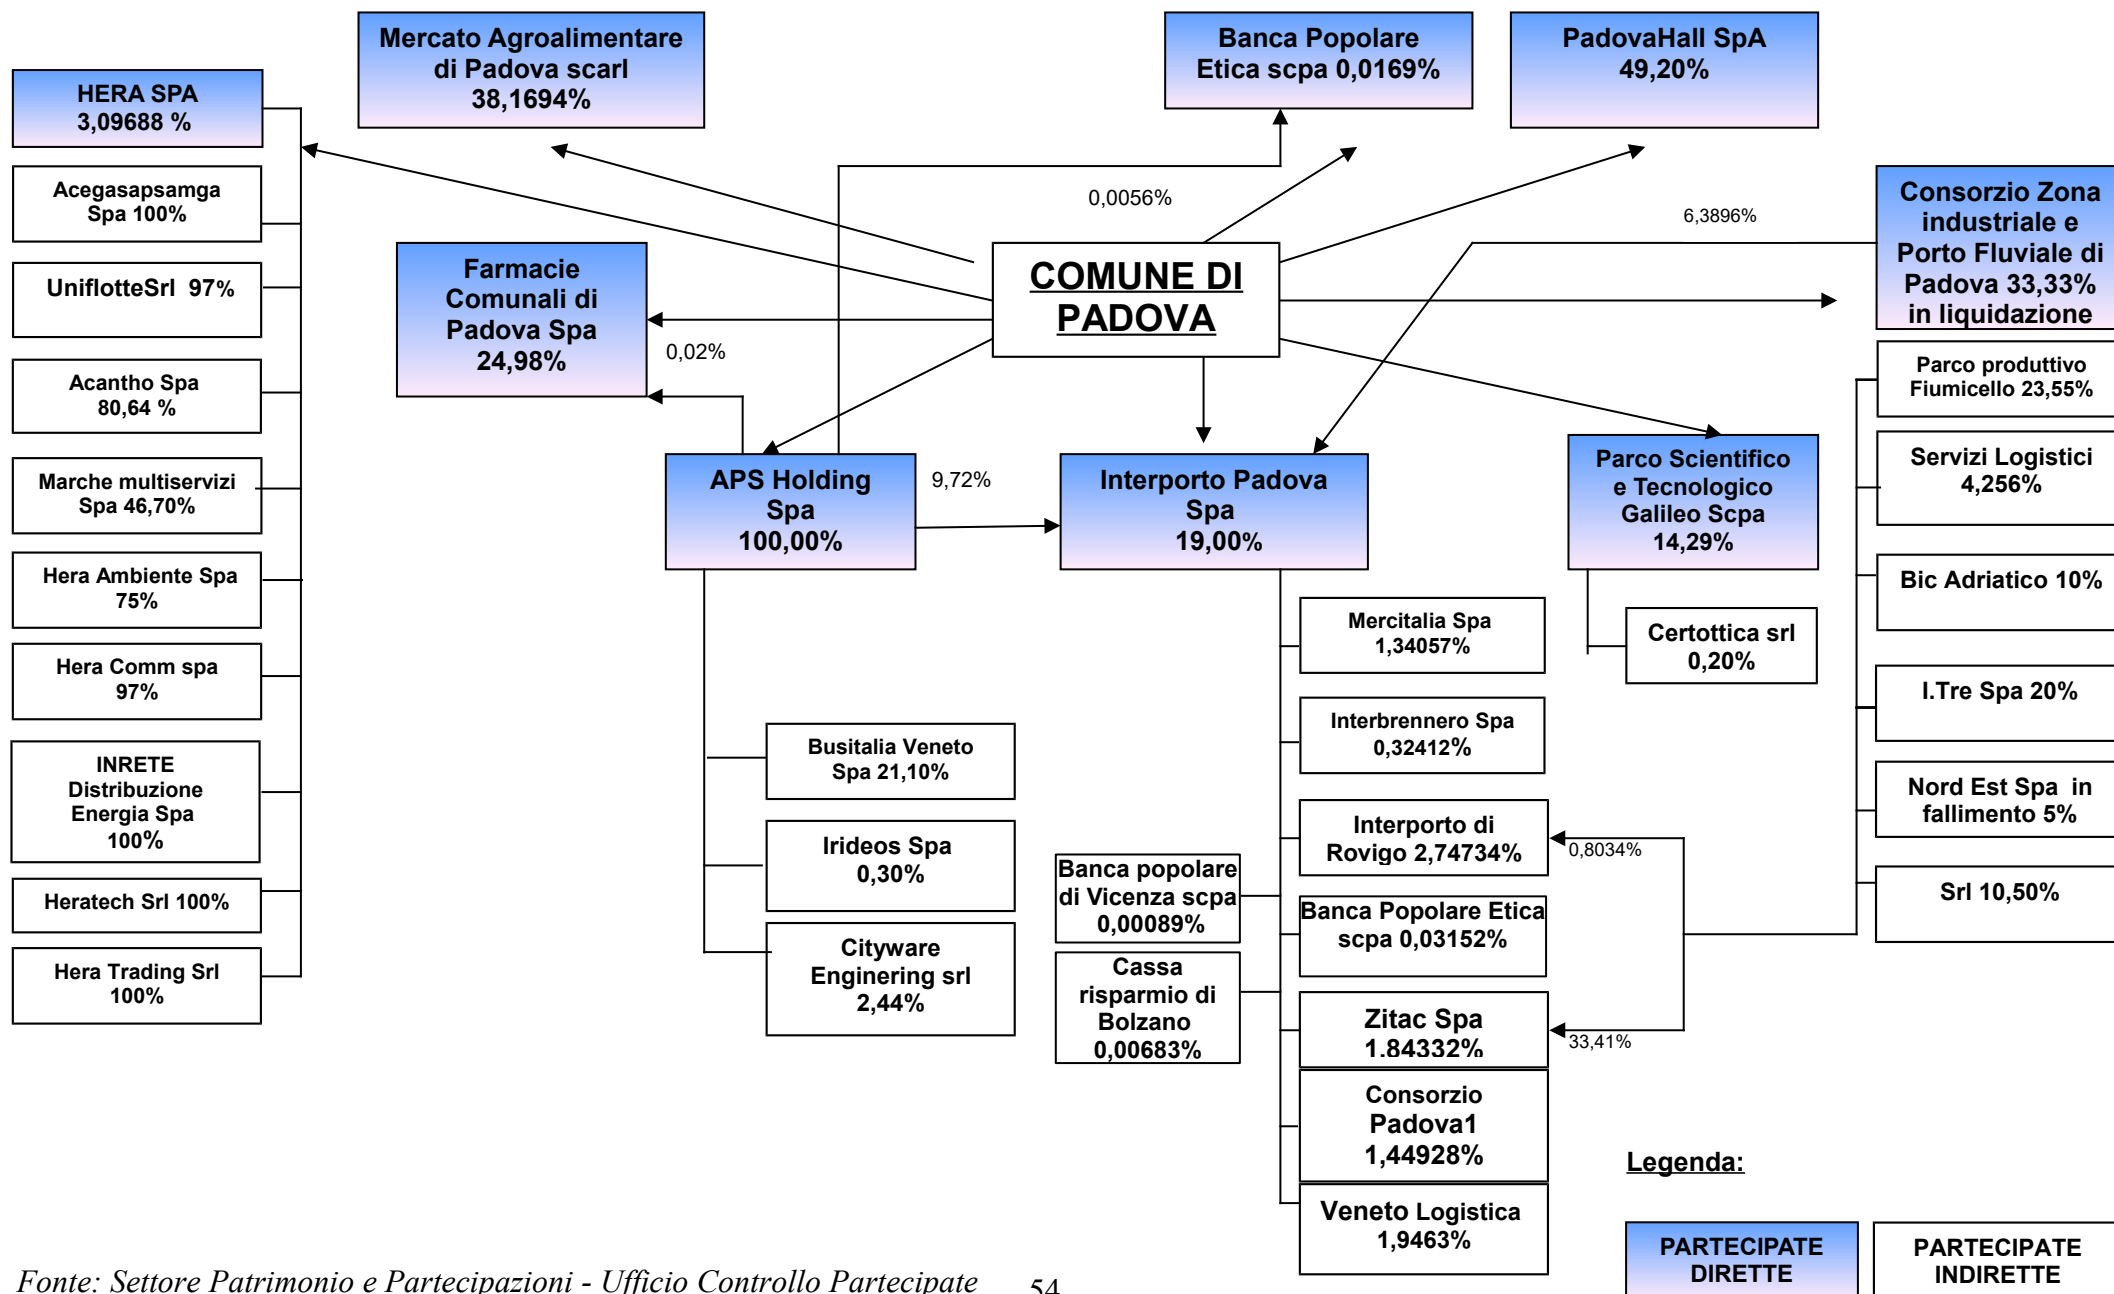 Mercato Agroalimentare
di Padova scarl
38,1694%
Banca Popolare
Etica scpa 0,0169%
PadovaHall SpA
49,20%
HERA SPA
3,09688 %
Acegasapsamga
Spa 100%
UniflotteSrl 97%
Acantho Spa
80,64 %
Marche multiservizi
Spa 46,70%
Hera Ambiente Spa
75%
Hera Comm spa
97%
INRETE
Distribuzione
Energia Spa
100%
Heratech Srl 100%
Hera Trading Srl
100%
0,0056%
6,3896%
Consorzio Zona
industriale e
Porto Fluviale di
Padova 33,33%
in liquidazione
COMUNE DI
PADOVA
Farmacie
Comunali di
Padova Spa
24,98%
0,02%
APS Holding
Spa
100,00%
9,72%
Interporto Padova
Spa
19,00%
Parco Scientifico
e Tecnologico
Galileo Scpa
14,29%
Parco produttivo
Fiumicello 23,55%
Servizi Logistici
4,256%
Bic Adriatico 10%
I.Tre Spa 20%
Nord Est Spa in
fallimento 5%
Srl 10,50%
Certottica srl
0,20%
Busitalia Veneto
Spa 21,10%
Irideos Spa
0,30%
Cityware
Enginering srl
2,44%
Mercitalia Spa
1,34057%
Interbrennero Spa
0,32412%
Interporto di
Rovigo 2,74734%
0,8034%
Banca popolare
di Vicenza scpa
0,00089%
Banca Popolare Etica
scpa 0,03152%
Cassa
risparmio di
Bolzano
0,00683%
Zitac Spa
1.84332%
33,41%
Consorzio
Padova1
1,44928%
Veneto Logistica
1,9463%
Legenda:
PARTECIPATE
DIRETTE
PARTECIPATE
INDIRETTE
Fonte: Settore Patrimonio e Partecipazioni - Ufficio Controllo Partecipate
54